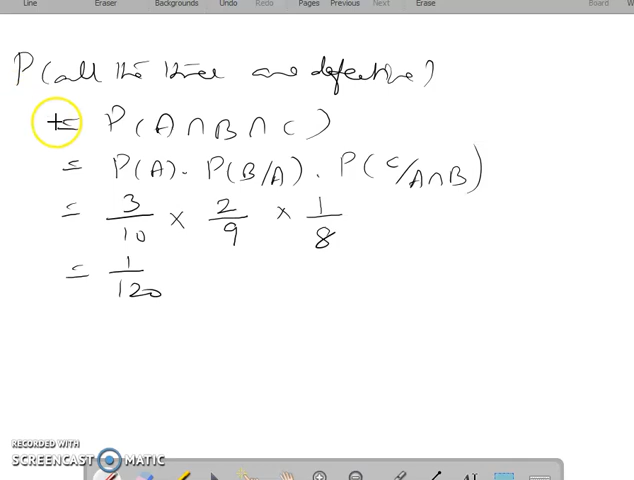 Line Eraser Backgrounds Undo Redo Pages Previous Next Erase Board W
P(all the three are defective)
= P(A∩B∩C)
= P(A). P(B/A). P(C/A∩B)
= 3/10 × 2/9 × 1/8
= 1/120
RECORDED WITH
SCREENCAST MATIC